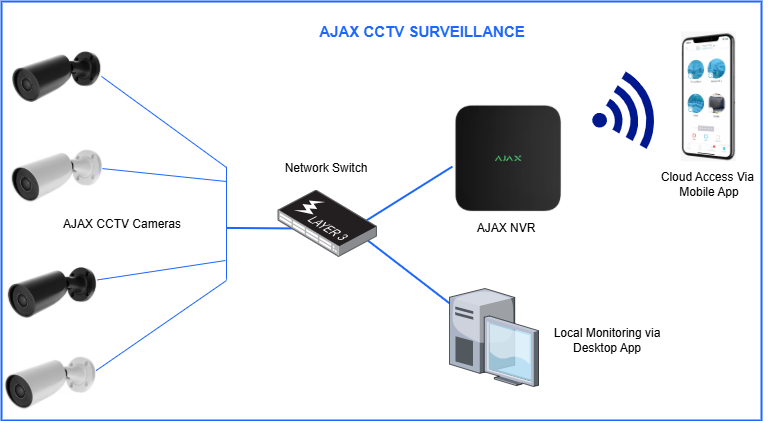 AJAX CCTV SURVEILLANCE
Network Switch
AJAX
Cloud Access Via
Mobile App
AJAX CCTV Cameras
LAYER 3
AJAX NVR
Local Monitoring via
Desktop App